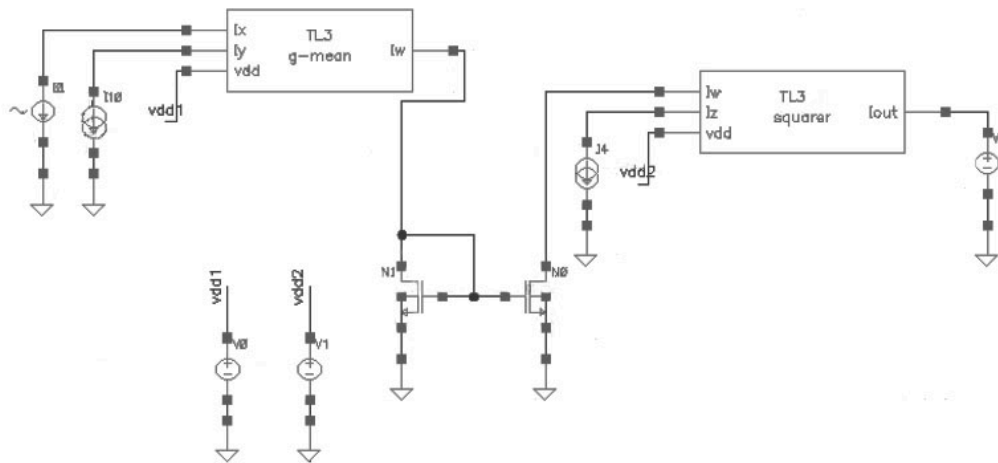 TL3
g-mean
Ix
Iy
vdd
Iw
I10
vdd1
TL3
squarer
Iw
Iz
vdd
Iout
I4
vdd2
V
N1
N0
vdd1
vdd2
V0
V1